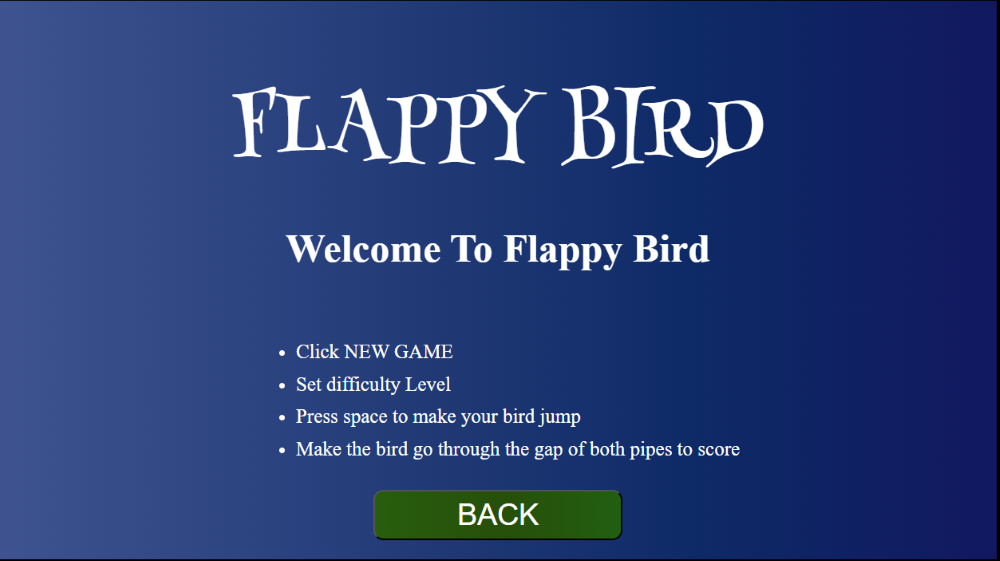 FLAPPY BIRD
Welcome To Flappy Bird
• Click NEW GAME
• Set difficulty Level
• Press space to make your bird jump
• Make the bird go through the gap of both pipes to score
BACK